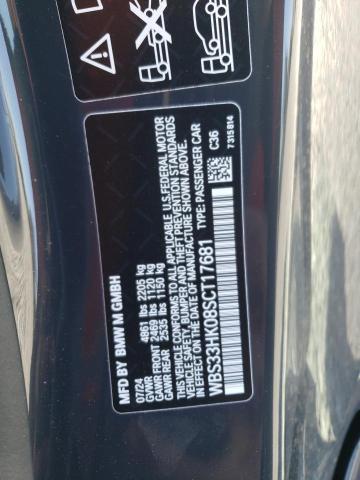 MFD BY BMW M GMBH
07/24
GVWR 4861 lbs 2205 kg
GAWR FRONT 2469 lbs 1120 kg
GAWR REAR 2535 lbs 1150 kg
THIS VEHICLE CONFORMS TO ALL APPLICABLE U.S.FEDERAL MOTOR
VEHICLE SAFETY, BUMPER AND THEFT PREVENTION STANDARDS
IN EFFECT ON THE DATE OF MANUFACTURE SHOWN ABOVE.
WBS33HK08SCT17681 TYPE: PASSENGER CAR
C36
7315814